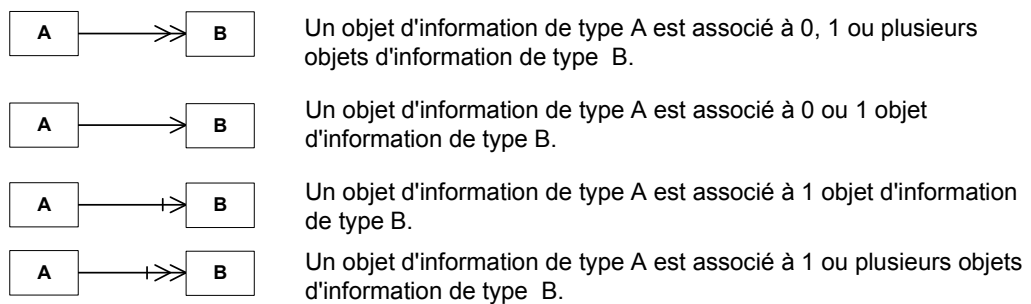 A B Un objet d'information de type A est associé à 0, 1 ou plusieurs
objets d'information de type B.
A B Un objet d'information de type A est associé à 0 ou 1 objet
d'information de type B.
A B Un objet d'information de type A est associé à 1 objet d'information
de type B.
A B Un objet d'information de type A est associé à 1 ou plusieurs objets
d'information de type B.